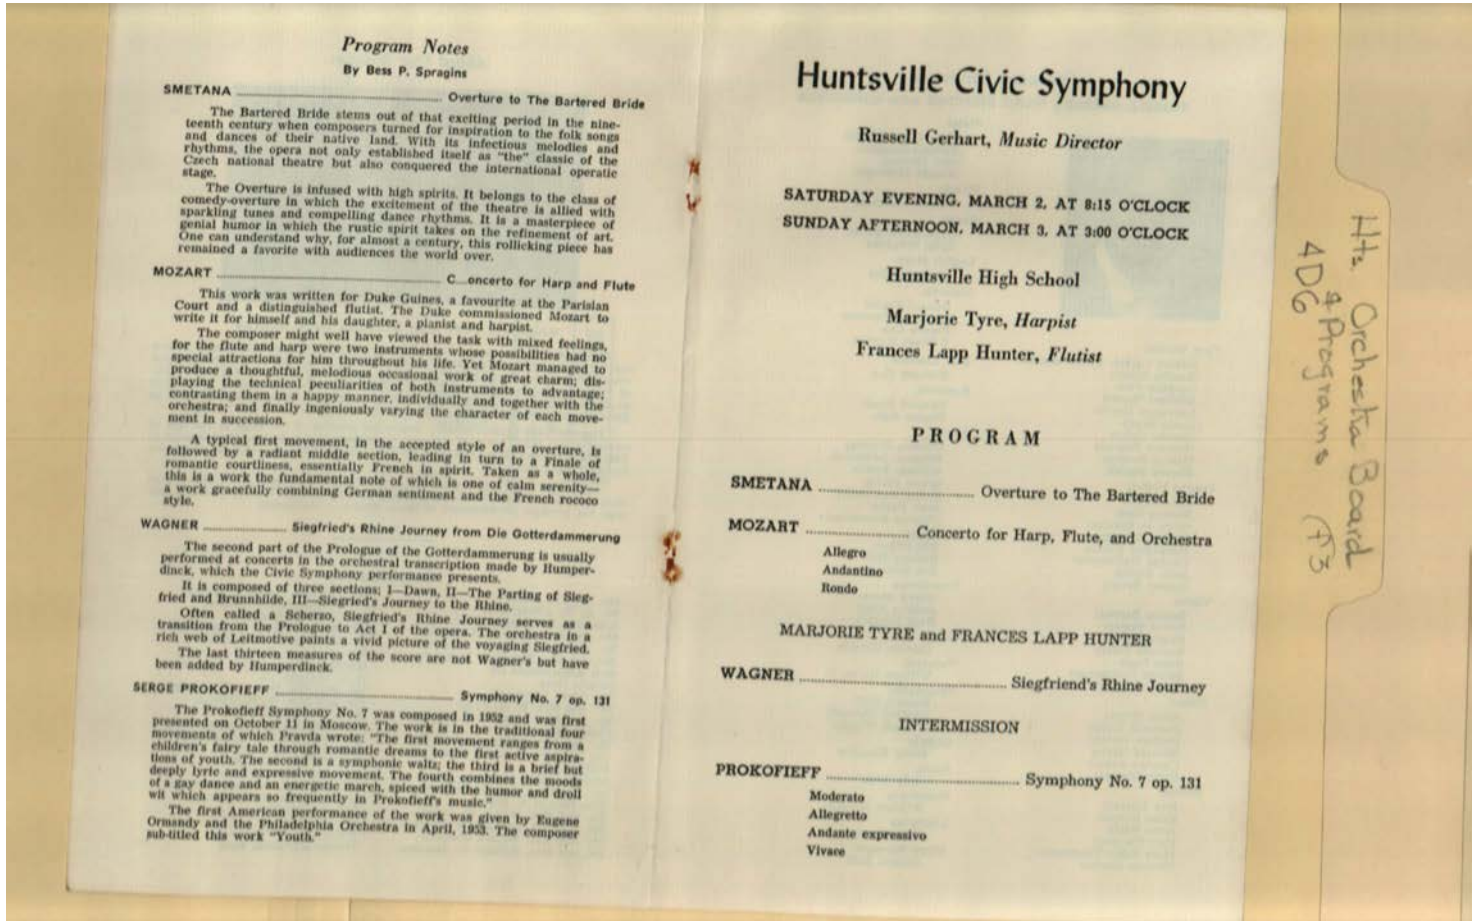 Program Notes
By Bess P. Spragins
SMETANA ........ Overture to The Bartered Bride
The Bartered Bride stems out of that exciting period in the nine-
teenth century when composers turned for inspiration to the folk songs
and dances of their native land. With its infectious melodies and
rhythms, the opera not only established itself as "the" classic of the
Czech national theatre but also conquered the international operatic
stage.
The Overture is infused with high spirits. It belongs to the class of
comedy-overture in which the excitement of the theatre is allied with
sparkling tunes and compelling dance rhythms. It is a masterpiece of
genial humor in which the rustic spirit takes on the refinement of art.
One can understand why, for almost a century, this rollicking piece has
remained a favorite with audiences the world over.
MOZART ........ C...oncerto for Harp and Flute
This work was written for Duke Guines, a favourite at the Parisian
Court and a distinguished flutist. The Duke commissioned Mozart to
write it for himself and his daughter, a pianist and harpist.
The composer might well have viewed the task with mixed feelings,
for the flute and harp were two instruments whose possibilities had no
special attractions for him throughout his life. Yet Mozart managed to
produce a thoughtful, melodious occasional work of great charm; dis-
playing the technical peculiarities of both instruments to advantage;
contrasting them in a happy manner, individually and together with the
orchestra; and finally ingeniously varying the character of each move-
ment in succession.
A typical first movement, in the accepted style of an overture, is
followed by a radiant middle section, leading in turn to a Finale of
romantic courtliness, essentially French in spirit. Taken as a whole,
this is a work the fundamental note of which is one of calm serenity—
a work gracefully combining German sentiment and the French rococo
style.
WAGNER ........ Siegfried's Rhine Journey from Die Gotterdammerung
The second part of the Prologue of the Gotterdammerung is usually
performed at concerts in the orchestral transcription made by Humper-
dinck, which the Civic Symphony performance presents.
It is composed of three sections; I—Dawn, II—The Parting of Sieg-
fried and Brunnhilde, III—Siegried's Journey to the Rhine.
Often called a Scherzo, Siegfried's Rhine Journey serves as a
transition from the Prologue to Act I of the opera. The orchestra in a
rich web of Leitmotive paints a vivid picture of the voyaging Siegfried.
The last thirteen measures of the score are not Wagner's but have
been added by Humperdinck.
SERGE PROKOFIEFF ........ Symphony No. 7 op. 131
The Prokofieff Symphony No. 7 was composed in 1952 and was first
presented on October 11 in Moscow. The work is in the traditional four
movements of which Pravda wrote: "The first movement ranges from a
children's fairy tale through romantic dreams to the first active aspira-
tions of youth. The second is a symphonic waltz; the third is a brief but
deeply lyric and expressive movement. The fourth combines the moods
of a gay dance and an energetic march, spiced with the humor and droll
wit which appears so frequently in Prokofieff's music."
The first American performance of the work was given by Eugene
Ormandy and the Philadelphia Orchestra in April, 1953. The composer
sub-titled this work "Youth."
Huntsville Civic Symphony
Russell Gerhart, Music Director
SATURDAY EVENING, MARCH 2, AT 8:15 O'CLOCK
SUNDAY AFTERNOON, MARCH 3, AT 3:00 O'CLOCK
Huntsville High School
Marjorie Tyre, Harpist
Frances Lapp Hunter, Flutist
PROGRAM
SMETANA ........ Overture to The Bartered Bride
MOZART ........ Concerto for Harp, Flute, and Orchestra
Allegro
Andantino
Rondo
MARJORIE TYRE and FRANCES LAPP HUNTER
WAGNER ........ Siegfriend's Rhine Journey
INTERMISSION
PROKOFIEFF ........ Symphony No. 7 op. 131
Moderato
Allegretto
Andante expressivo
Vivace
Hts. Orchestra Board
& Programs
4D6